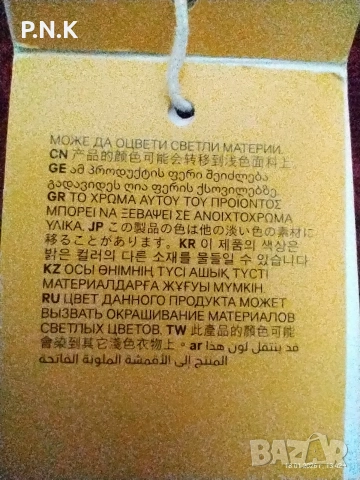 P.N.K
МОЖЕ ДА ОЦВЕТИ СВЕТЛИ МАТЕРИИ.
CN 产品的颜色可能会转移到浅色面料上。
GE ამ პროდუქტის ფერი შეიძლება
გადავიდეს ღია ფერის ქსოვილებზე.
GR ΤΟ ΧΡΩΜΑ ΑΥΤΟΥ ΤΟΥ ΠΡΟΪΟΝΤΟΣ
ΜΠΟΡΕΙ ΝΑ ΞΕΒΑΨΕΙ ΣΕ ΑΝΟΙΧΤΟΧΡΩΜΑ
ΥΛΙΚΑ. JP この製品の色は他の淡い色の素材に
移ることがあります。KR 이 제품의 색상은
밝은 컬러의 다른 소재를 물들일 수 있습니다
KZ ОСЫ ӨНІМНІҢ ТҮСІ АШЫҚ ТҮСТІ
МАТЕРИАЛДАРҒА ЖҰҒУЫ МҮМКІН.
RU ЦВЕТ ДАННОГО ПРОДУКТА МОЖЕТ
ВЫЗВАТЬ ОКРАШИВАНИЕ МАТЕРИАЛОВ
СВЕТЛЫХ ЦВЕТОВ. TW 此產品的顏色可能
會染到其它淺色衣物上。ar قد ينتقل لون هذا
المنتج إلى الأقمشة الملونة الفاتحة
BAZAR